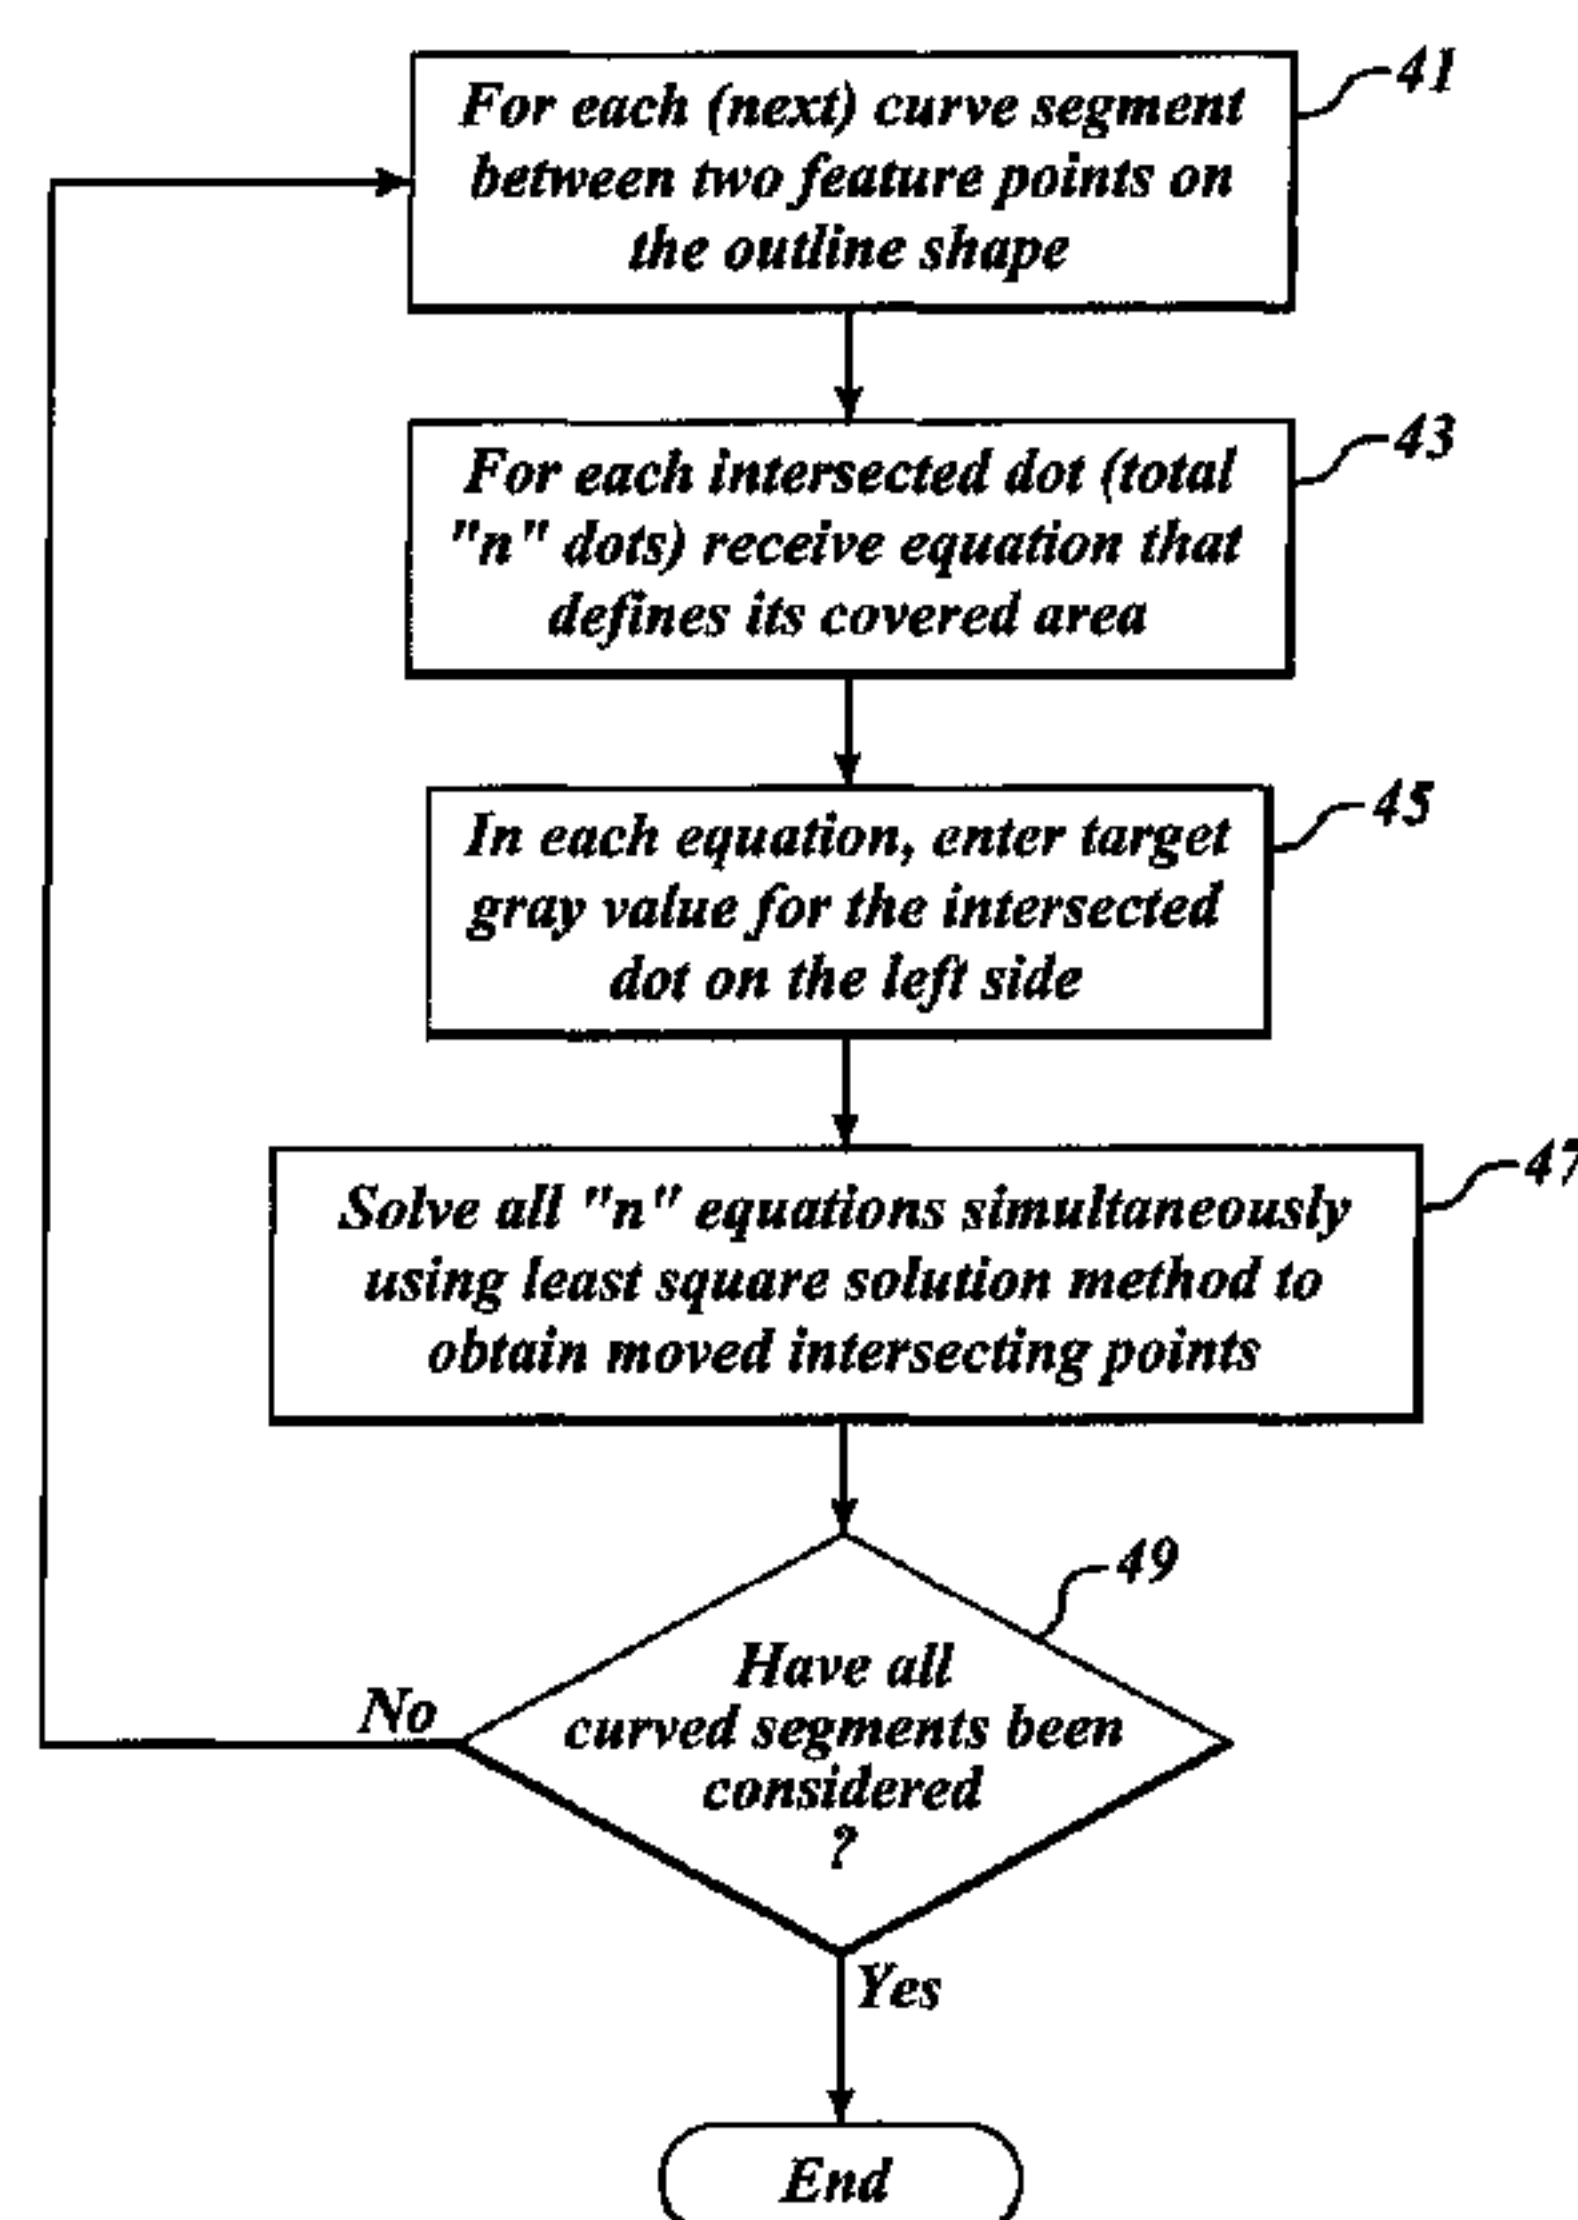 For each (next) curve segment
between two feature points on
the outline shape
41
For each intersected dot (total
"n" dots) receive equation that
defines its covered area
43
In each equation, enter target
gray value for the intersected
dot on the left side
45
Solve all "n" equations simultaneously
using least square solution method to
obtain moved intersecting points
47
Have all
curved segments been
considered
?
49
No
Yes
End